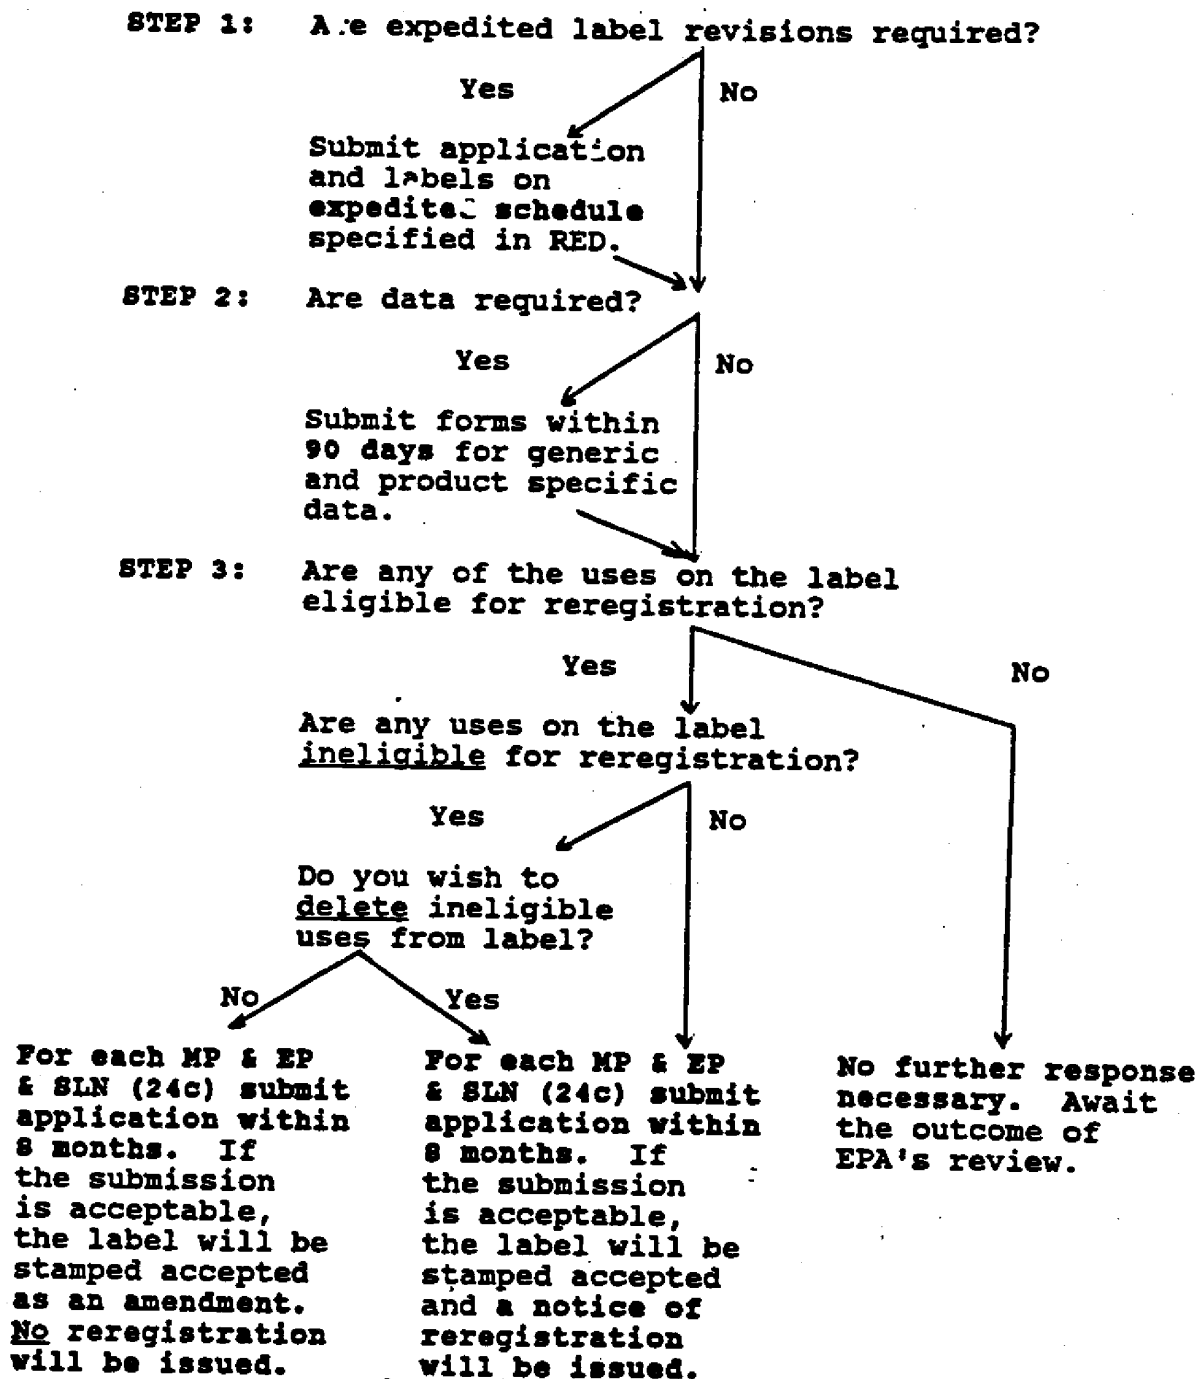 STEP 1: Are expedited label revisions required?
Yes No
Submit application
and labels on
expedited schedule
specified in RED.
STEP 2: Are data required?
Yes No
Submit forms within
90 days for generic
and product specific
data.
STEP 3: Are any of the uses on the label
eligible for reregistration?
Yes No
Are any uses on the label
ineligible for reregistration?
Yes No
Do you wish to
delete ineligible
uses from label?
No Yes
For each MP & EP
& SLN (24c) submit
application within
8 months. If
the submission
is acceptable,
the label will be
stamped accepted
as an amendment.
No reregistration
will be issued.
For each MP & EP
& SLN (24c) submit
application within
8 months. If
the submission
is acceptable,
the label will be
stamped accepted
and a notice of
reregistration
will be issued.
No further response
necessary. Await
the outcome of
EPA's review.